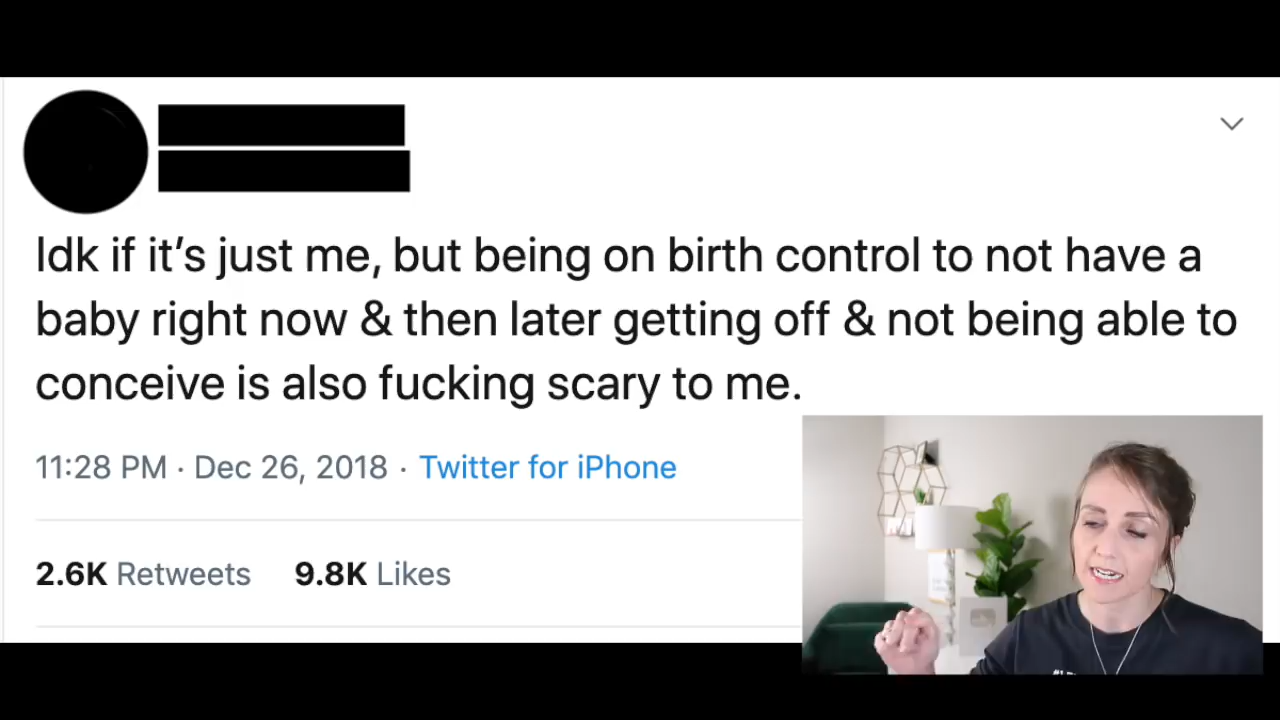 Idk if it's just me, but being on birth control to not have a
baby right now & then later getting off & not being able to
conceive is also fucking scary to me.
11:28 PM · Dec 26, 2018 · Twitter for iPhone
2.6K Retweets 9.8K Likes